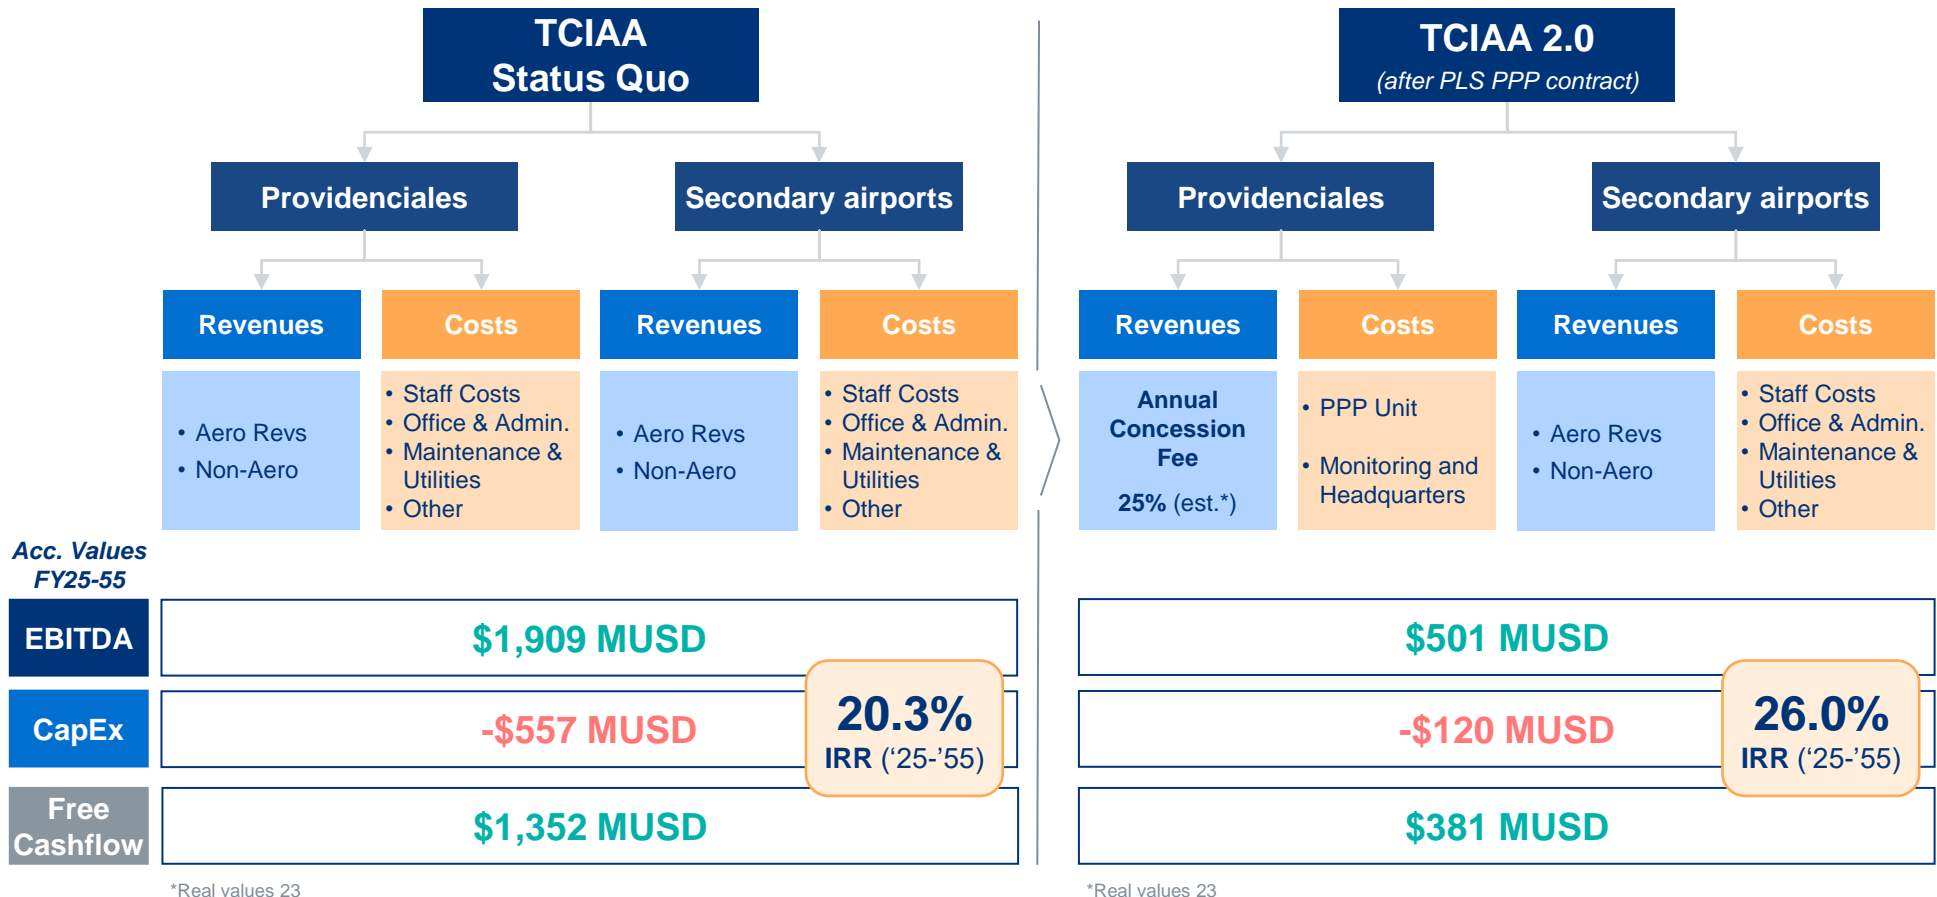 TCIAA
Status Quo
Providenciales
Secondary airports
Revenues
Costs
Revenues
Costs
• Aero Revs
• Non-Aero
• Staff Costs
• Office & Admin.
• Maintenance &
Utilities
• Other
• Aero Revs
• Non-Aero
• Staff Costs
• Office & Admin.
• Maintenance &
Utilities
• Other
TCIAA 2.0
(after PLS PPP contract)
Providenciales
Secondary airports
Revenues
Costs
Revenues
Costs
Annual
Concession
Fee
25% (est.*)
• PPP Unit
• Monitoring and
Headquarters
• Aero Revs
• Non-Aero
• Staff Costs
• Office & Admin.
• Maintenance &
Utilities
• Other
Acc. Values
FY25-55
EBITDA
$1,909 MUSD
$501 MUSD
CapEx
-$557 MUSD
20.3%
IRR (‘25-’55)
-$120 MUSD
26.0%
IRR (‘25-’55)
Free
Cashflow
$1,352 MUSD
$381 MUSD
*Real values 23
*Real values 23